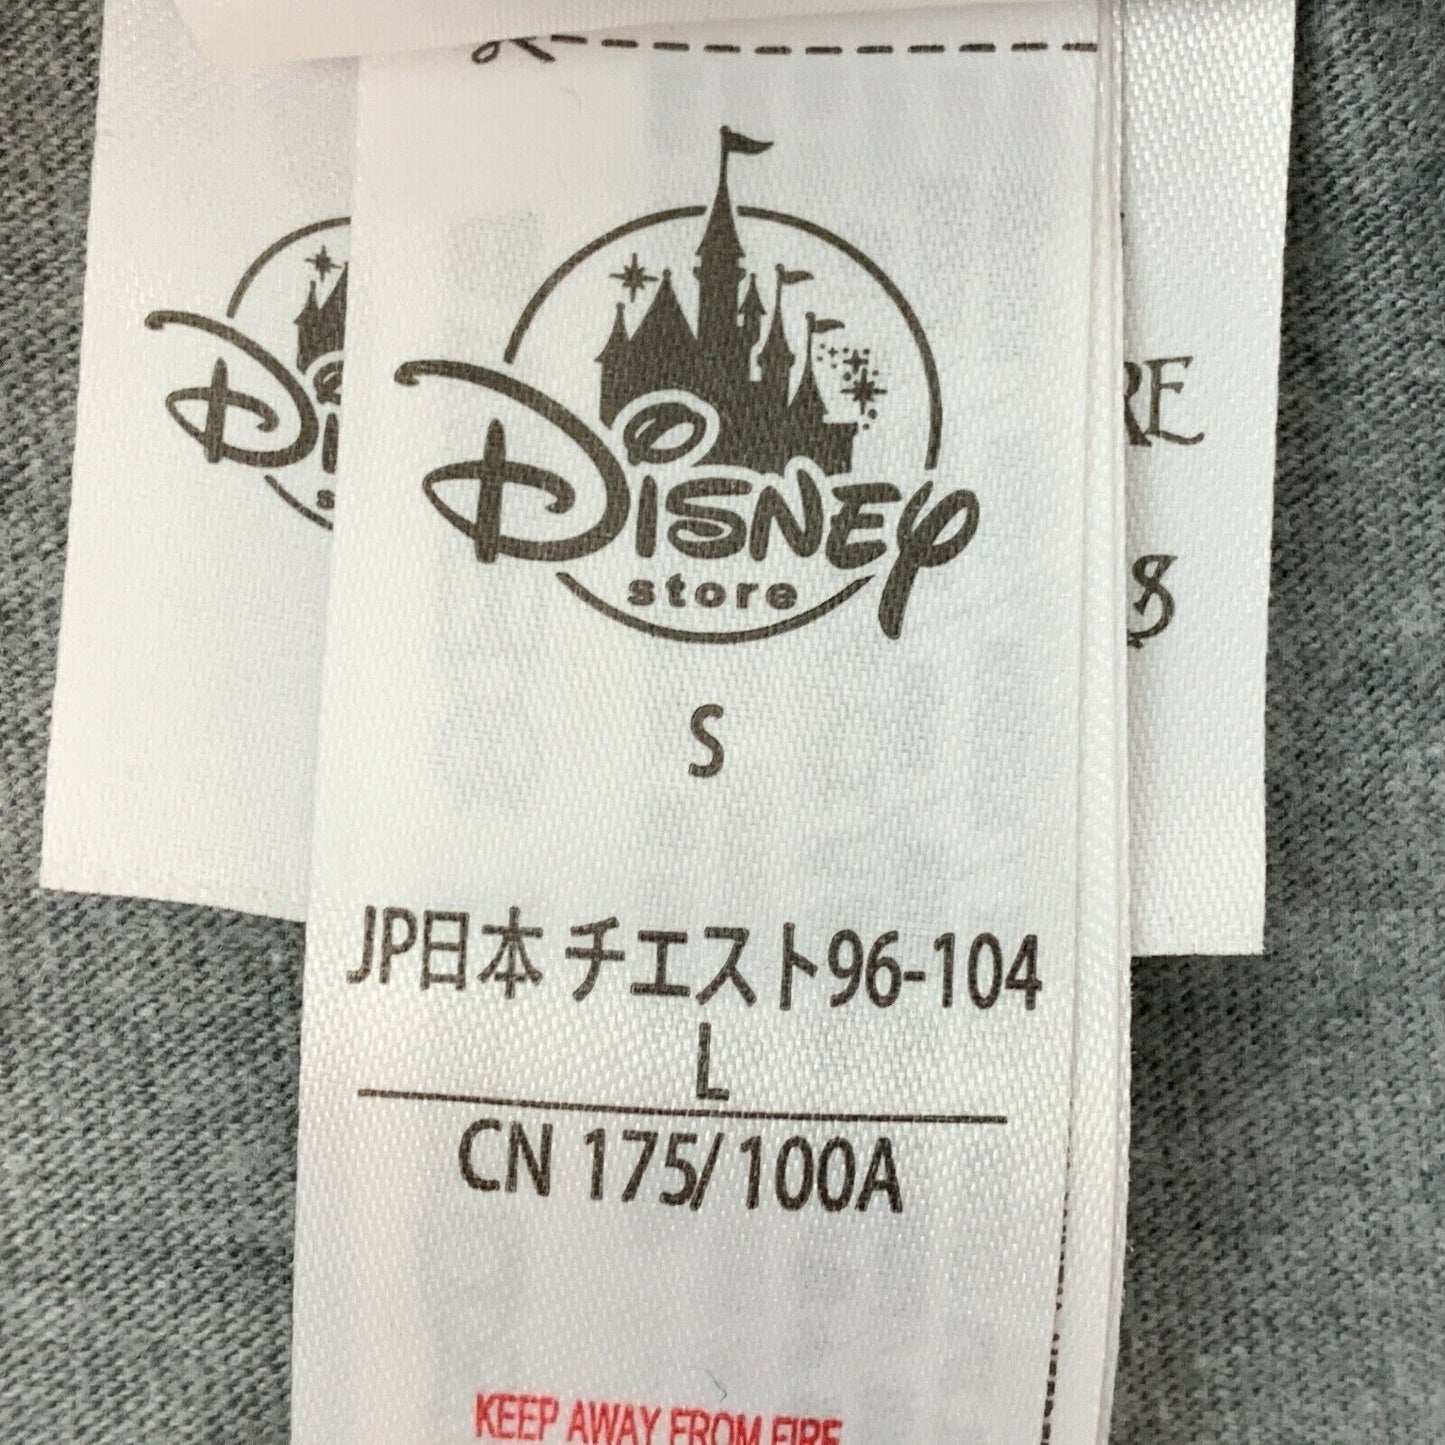 Disney
store
S
JP日本 チエスト96-104
L
CN 175/100A
KEEP AWAY FROM FIRE